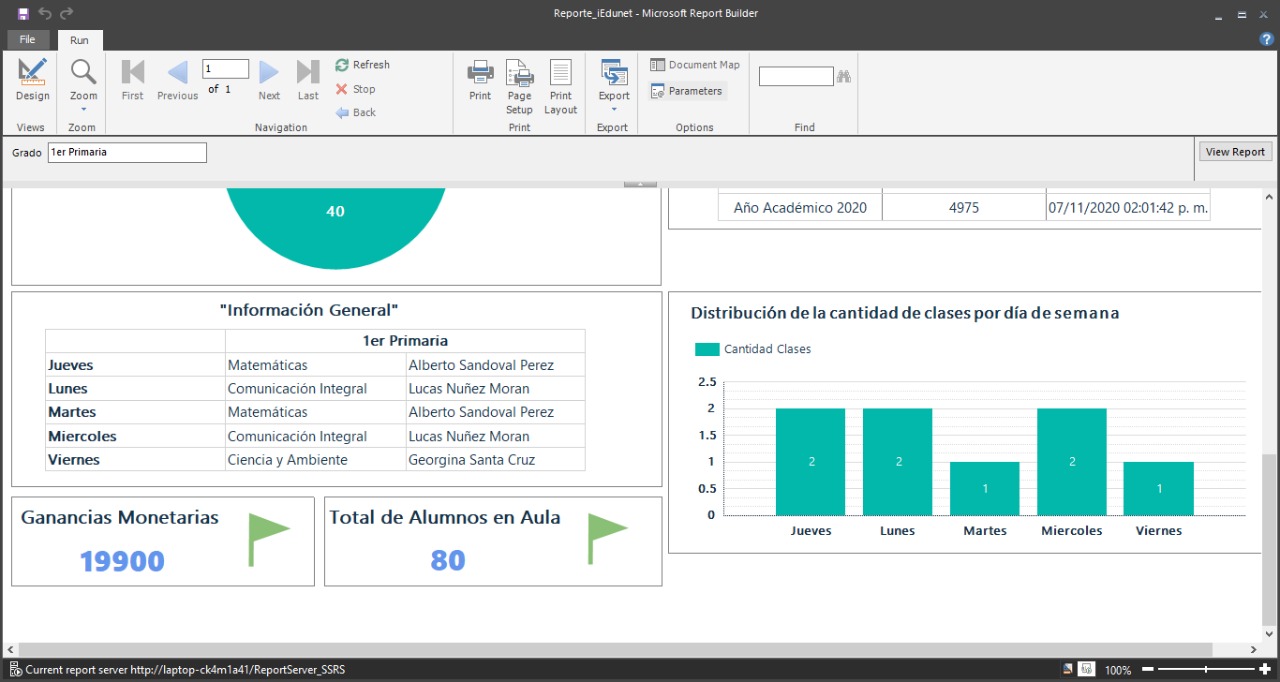 Reporte_iEdunet - Microsoft Report Builder
File Run
Design
Zoom
First
Previous
1
of 1
Next
Last
Refresh
Stop
Back
Print
Page
Setup
Print
Layout
Export
Document Map
Parameters
Views
Zoom
Navigation
Print
Export
Options
Find
Grado 1er Primaria
View Report
40
Año Académico 2020 4975 07/11/2020 02:01:42 p. m.
"Información General"
1er Primaria
Jueves Matemáticas Alberto Sandoval Perez
Lunes Comunicación Integral Lucas Nuñez Moran
Martes Matemáticas Alberto Sandoval Perez
Miercoles Comunicación Integral Lucas Nuñez Moran
Viernes Ciencia y Ambiente Georgina Santa Cruz
Distribución de la cantidad de clases por día de semana
Cantidad Clases
2.5
2
1.5
1
0.5
0
2 2 1 2 1
Jueves Lunes Martes Miercoles Viernes
Ganancias Monetarias
19900
Total de Alumnos en Aula
80
Current report server http://laptop-ck4m1a41/ReportServer_SSRS
100%